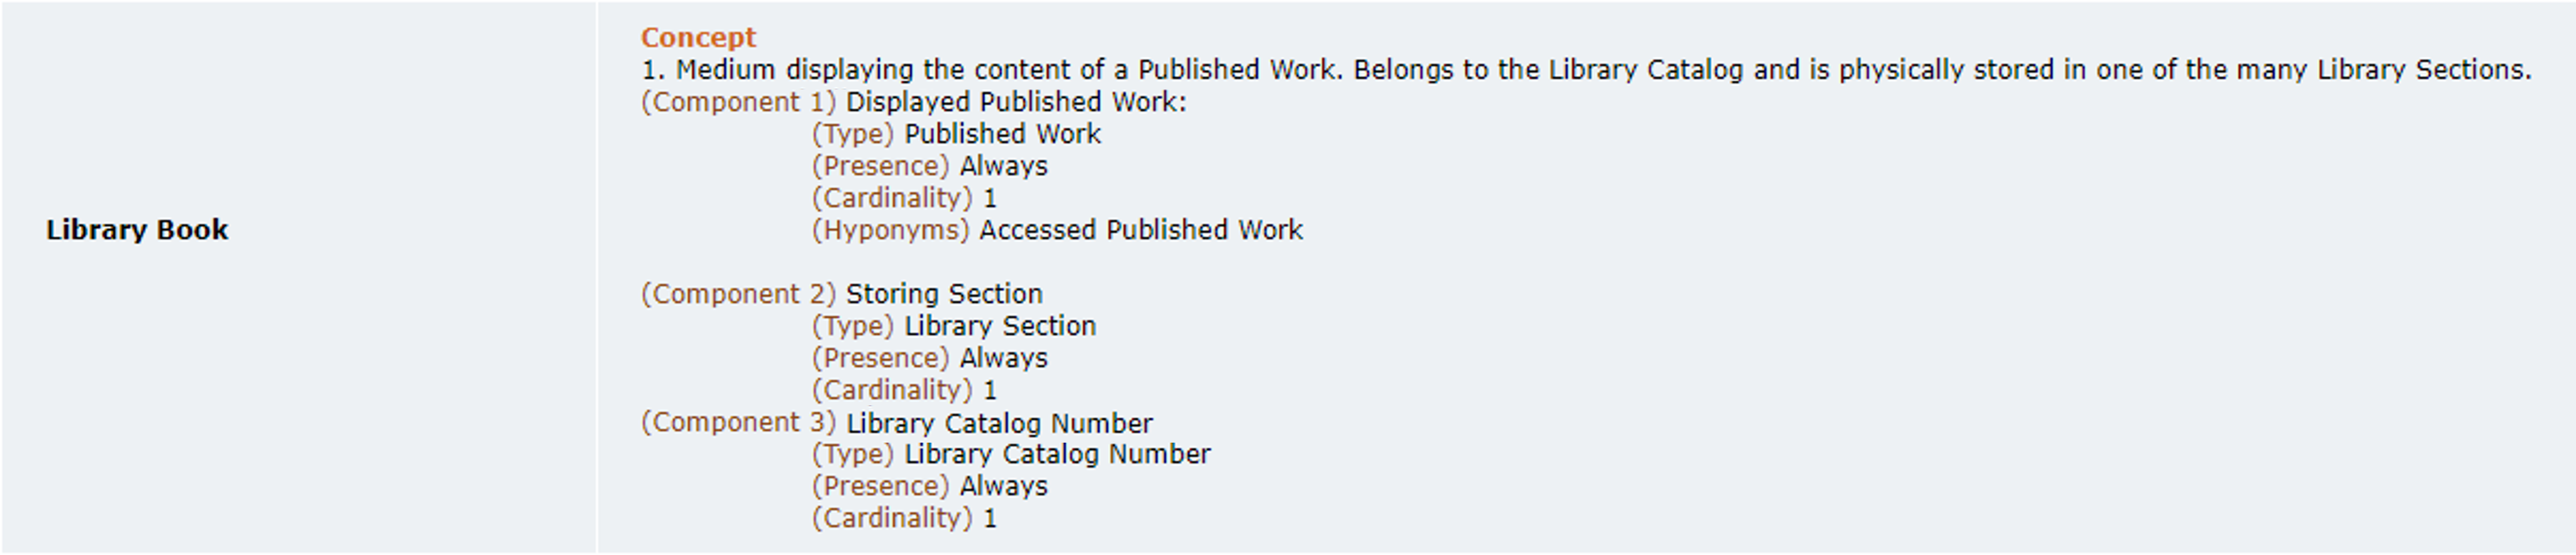 Library Book
Concept
1. Medium displaying the content of a Published Work. Belongs to the Library Catalog and is physically stored in one of the many Library Sections.
(Component 1) Displayed Published Work:
(Type) Published Work
(Presence) Always
(Cardinality) 1
(Hyponyms) Accessed Published Work
(Component 2) Storing Section
(Type) Library Section
(Presence) Always
(Cardinality) 1
(Component 3) Library Catalog Number
(Type) Library Catalog Number
(Presence) Always
(Cardinality) 1